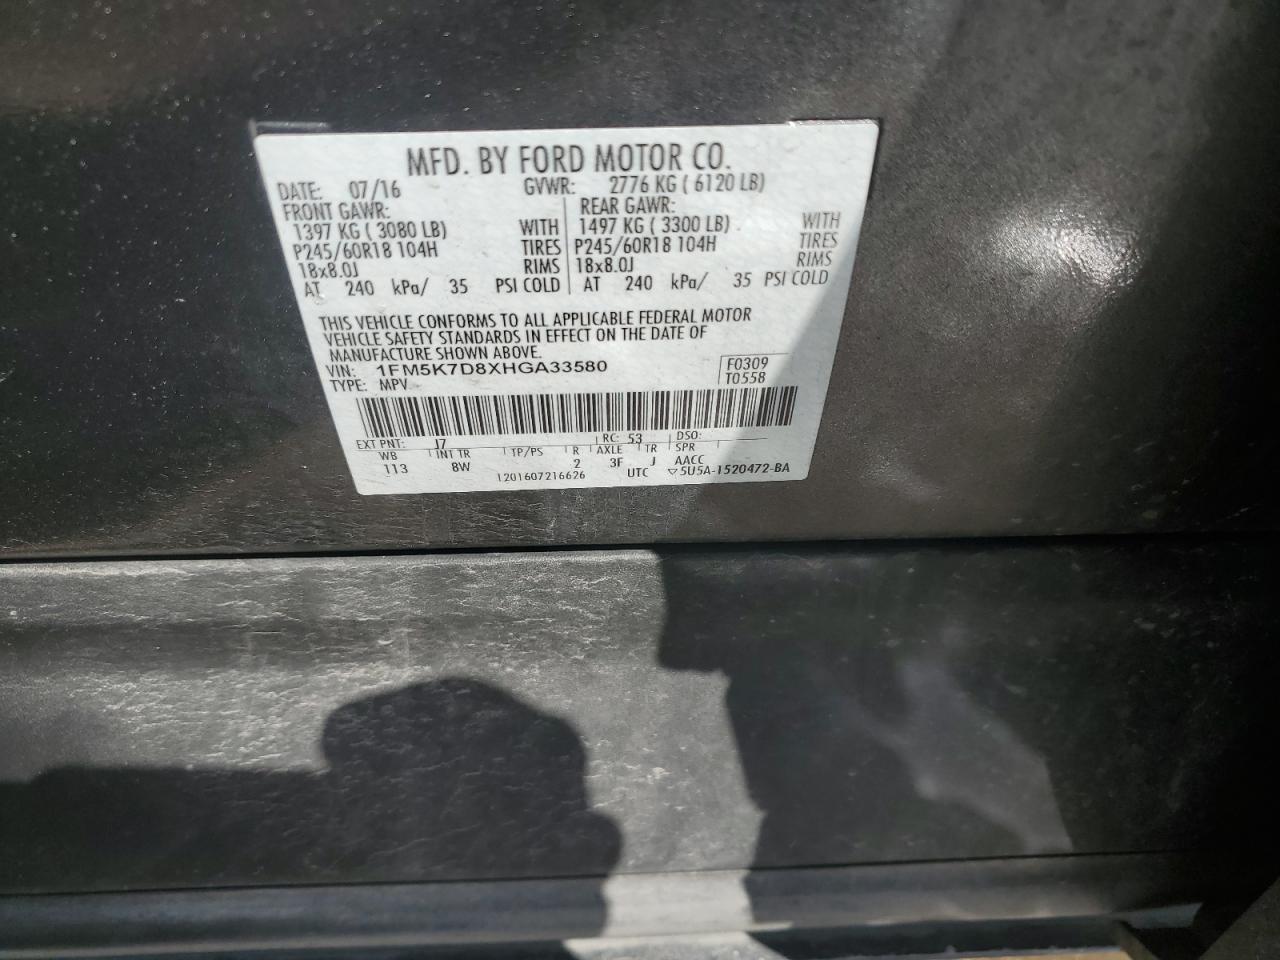 MFD. BY FORD MOTOR CO.
DATE: 07/16 GVWR: 2776 KG ( 6120 LB)
FRONT GAWR: REAR GAWR:
1397 KG ( 3080 LB) WITH 1497 KG ( 3300 LB) WITH
P245/60R18 104H TIRES P245/60R18 104H TIRES
18x8.0J RIMS 18x8.0J RIMS
AT 240 kPa/ 35 PSI COLD AT 240 kPa/ 35 PSI COLD
THIS VEHICLE CONFORMS TO ALL APPLICABLE FEDERAL MOTOR
VEHICLE SAFETY STANDARDS IN EFFECT ON THE DATE OF
MANUFACTURE SHOWN ABOVE.
VIN: 1FM5K7D8XHGA33580 F0309
TYPE: MPV T0558
EXT PNT: J7 RC: 53 DSO:
WB INT TR TP/PS R AXLE TR SPR
113 8W 2 3F J AACC
1201607216626 UTC ▽5U5A-1520472-BA